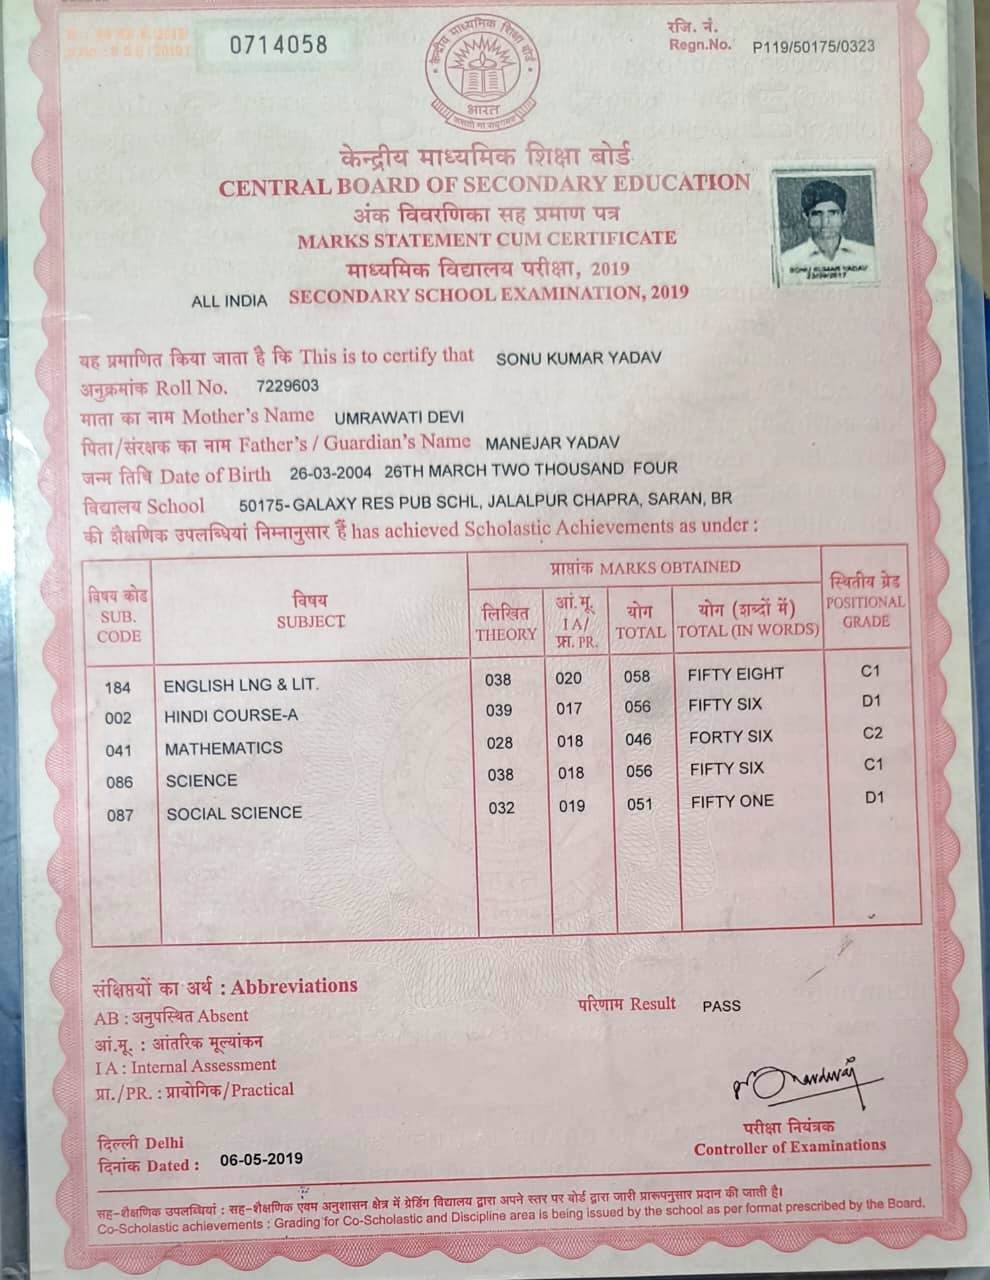 0714058
रजि. नं.
Regn.No. P119/50175/0323
केन्द्रीय माध्यमिक शिक्षा बोर्ड
भारत
केन्द्रीय माध्यमिक शिक्षा बोर्ड
CENTRAL BOARD OF SECONDARY EDUCATION
अंक विवरणिका सह प्रमाण पत्र
MARKS STATEMENT CUM CERTIFICATE
माध्यमिक विद्यालय परीक्षा, 2019
ALL INDIA SECONDARY SCHOOL EXAMINATION, 2019
SONU KUMAR YADAV
यह प्रमाणित किया जाता है कि This is to certify that SONU KUMAR YADAV
अनुक्रमांक Roll No. 7229603
माता का नाम Mother's Name UMRAWATI DEVI
पिता/संरक्षक का नाम Father's / Guardian's Name MANEJAR YADAV
जन्म तिथि Date of Birth 26-03-2004 26TH MARCH TWO THOUSAND FOUR
विद्यालय School 50175-GALAXY RES PUB SCHL, JALALPUR CHAPRA, SARAN, BR
की शैक्षणिक उपलब्धियां निम्नानुसार हैं has achieved Scholastic Achievements as under :
विषय कोड SUB. CODE
विषय SUBJECT
प्राप्तांक MARKS OBTAINED
लिखित THEORY
आं.मू. I A/ प्रा. PR.
योग TOTAL
योग (शब्दों में) TOTAL (IN WORDS)
स्थितीय ग्रेड POSITIONAL GRADE
184 ENGLISH LNG & LIT. 038 020 058 FIFTY EIGHT C1
002 HINDI COURSE-A 039 017 056 FIFTY SIX D1
041 MATHEMATICS 028 018 046 FORTY SIX C2
086 SCIENCE 038 018 056 FIFTY SIX C1
087 SOCIAL SCIENCE 032 019 051 FIFTY ONE D1
संक्षिप्तयों का अर्थ : Abbreviations
AB : अनुपस्थित Absent
आं.मू. : आंतरिक मूल्यांकन
I A : Internal Assessment
प्रा./PR. : प्रायोगिक/Practical
परिणाम Result PASS
परीक्षा नियंत्रक
Controller of Examinations
दिल्ली Delhi
दिनांक Dated : 06-05-2019
सह-शैक्षणिक उपलब्धियां : सह-शैक्षणिक एवम अनुशासन क्षेत्र में ग्रेडिंग विद्यालय द्वारा अपने स्तर पर बोर्ड द्वारा जारी प्रारूपनुसार प्रदान की जाती है।
Co-Scholastic achievements : Grading for Co-Scholastic and Discipline area is being issued by the school as per format prescribed by the Board.